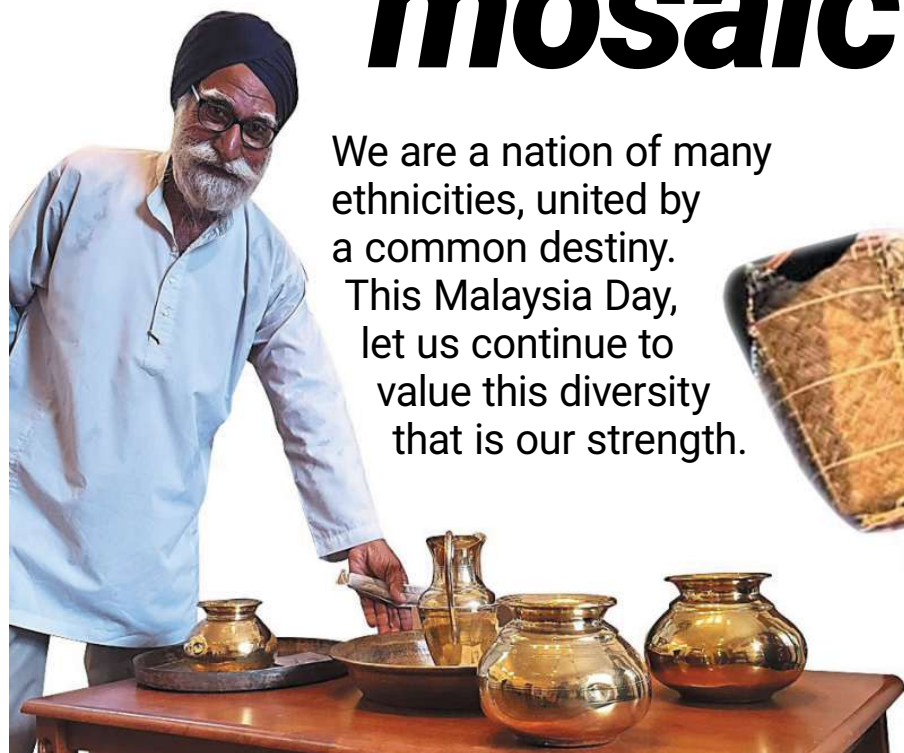 mosaic
We are a nation of many
ethnicities, united by
a common destiny.
This Malaysia Day,
let us continue to
value this diversity
that is our strength.